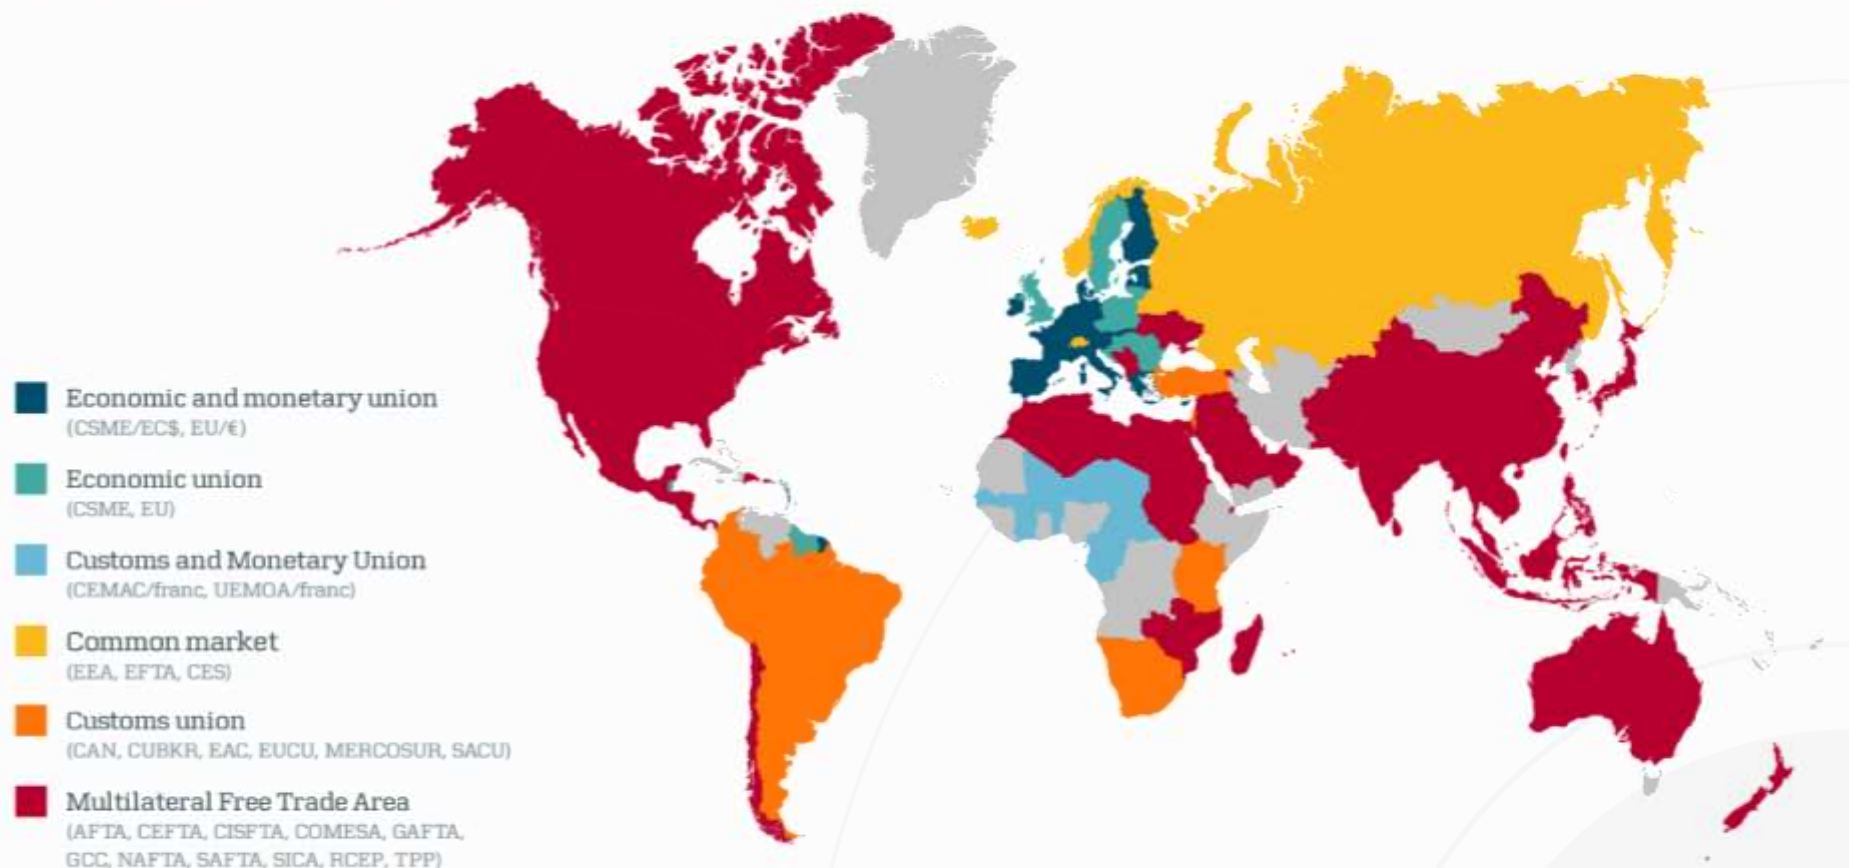 Economic and monetary union
(CSME/EC$, EU/€)
Economic union
(CSME, EU)
Customs and Monetary Union
(CEMAC/franc, UEMOA/franc)
Common market
(EEA, EFTA, CES)
Customs union
(CAN, CUBKR, EAC, EUCU, MERCOSUR, SACU)
Multilateral Free Trade Area
(AFTA, CEFTA, CISFTA, COMESA, GAFTA,
GCC, NAFTA, SAFTA, SICA, RCEP, TPP)